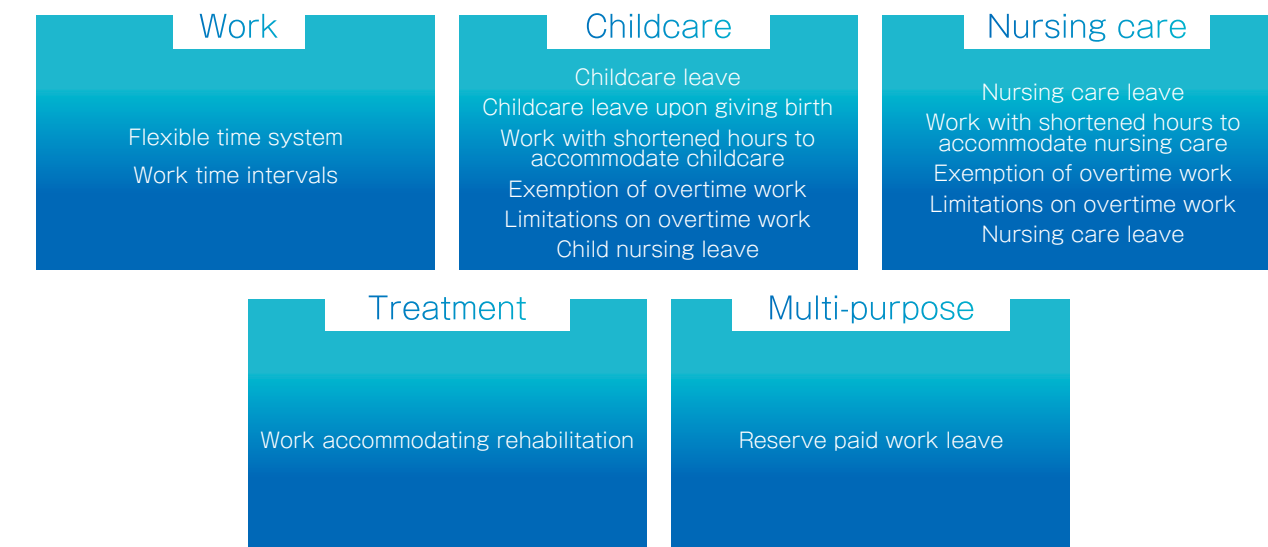 Work
Flexible time system
Work time intervals
Childcare
Childcare leave
Childcare leave upon giving birth
Work with shortened hours to
accommodate childcare
Exemption of overtime work
Limitations on overtime work
Child nursing leave
Nursing care
Nursing care leave
Work with shortened hours to
accommodate nursing care
Exemption of overtime work
Limitations on overtime work
Nursing care leave
Treatment
Work accommodating rehabilitation
Multi-purpose
Reserve paid work leave